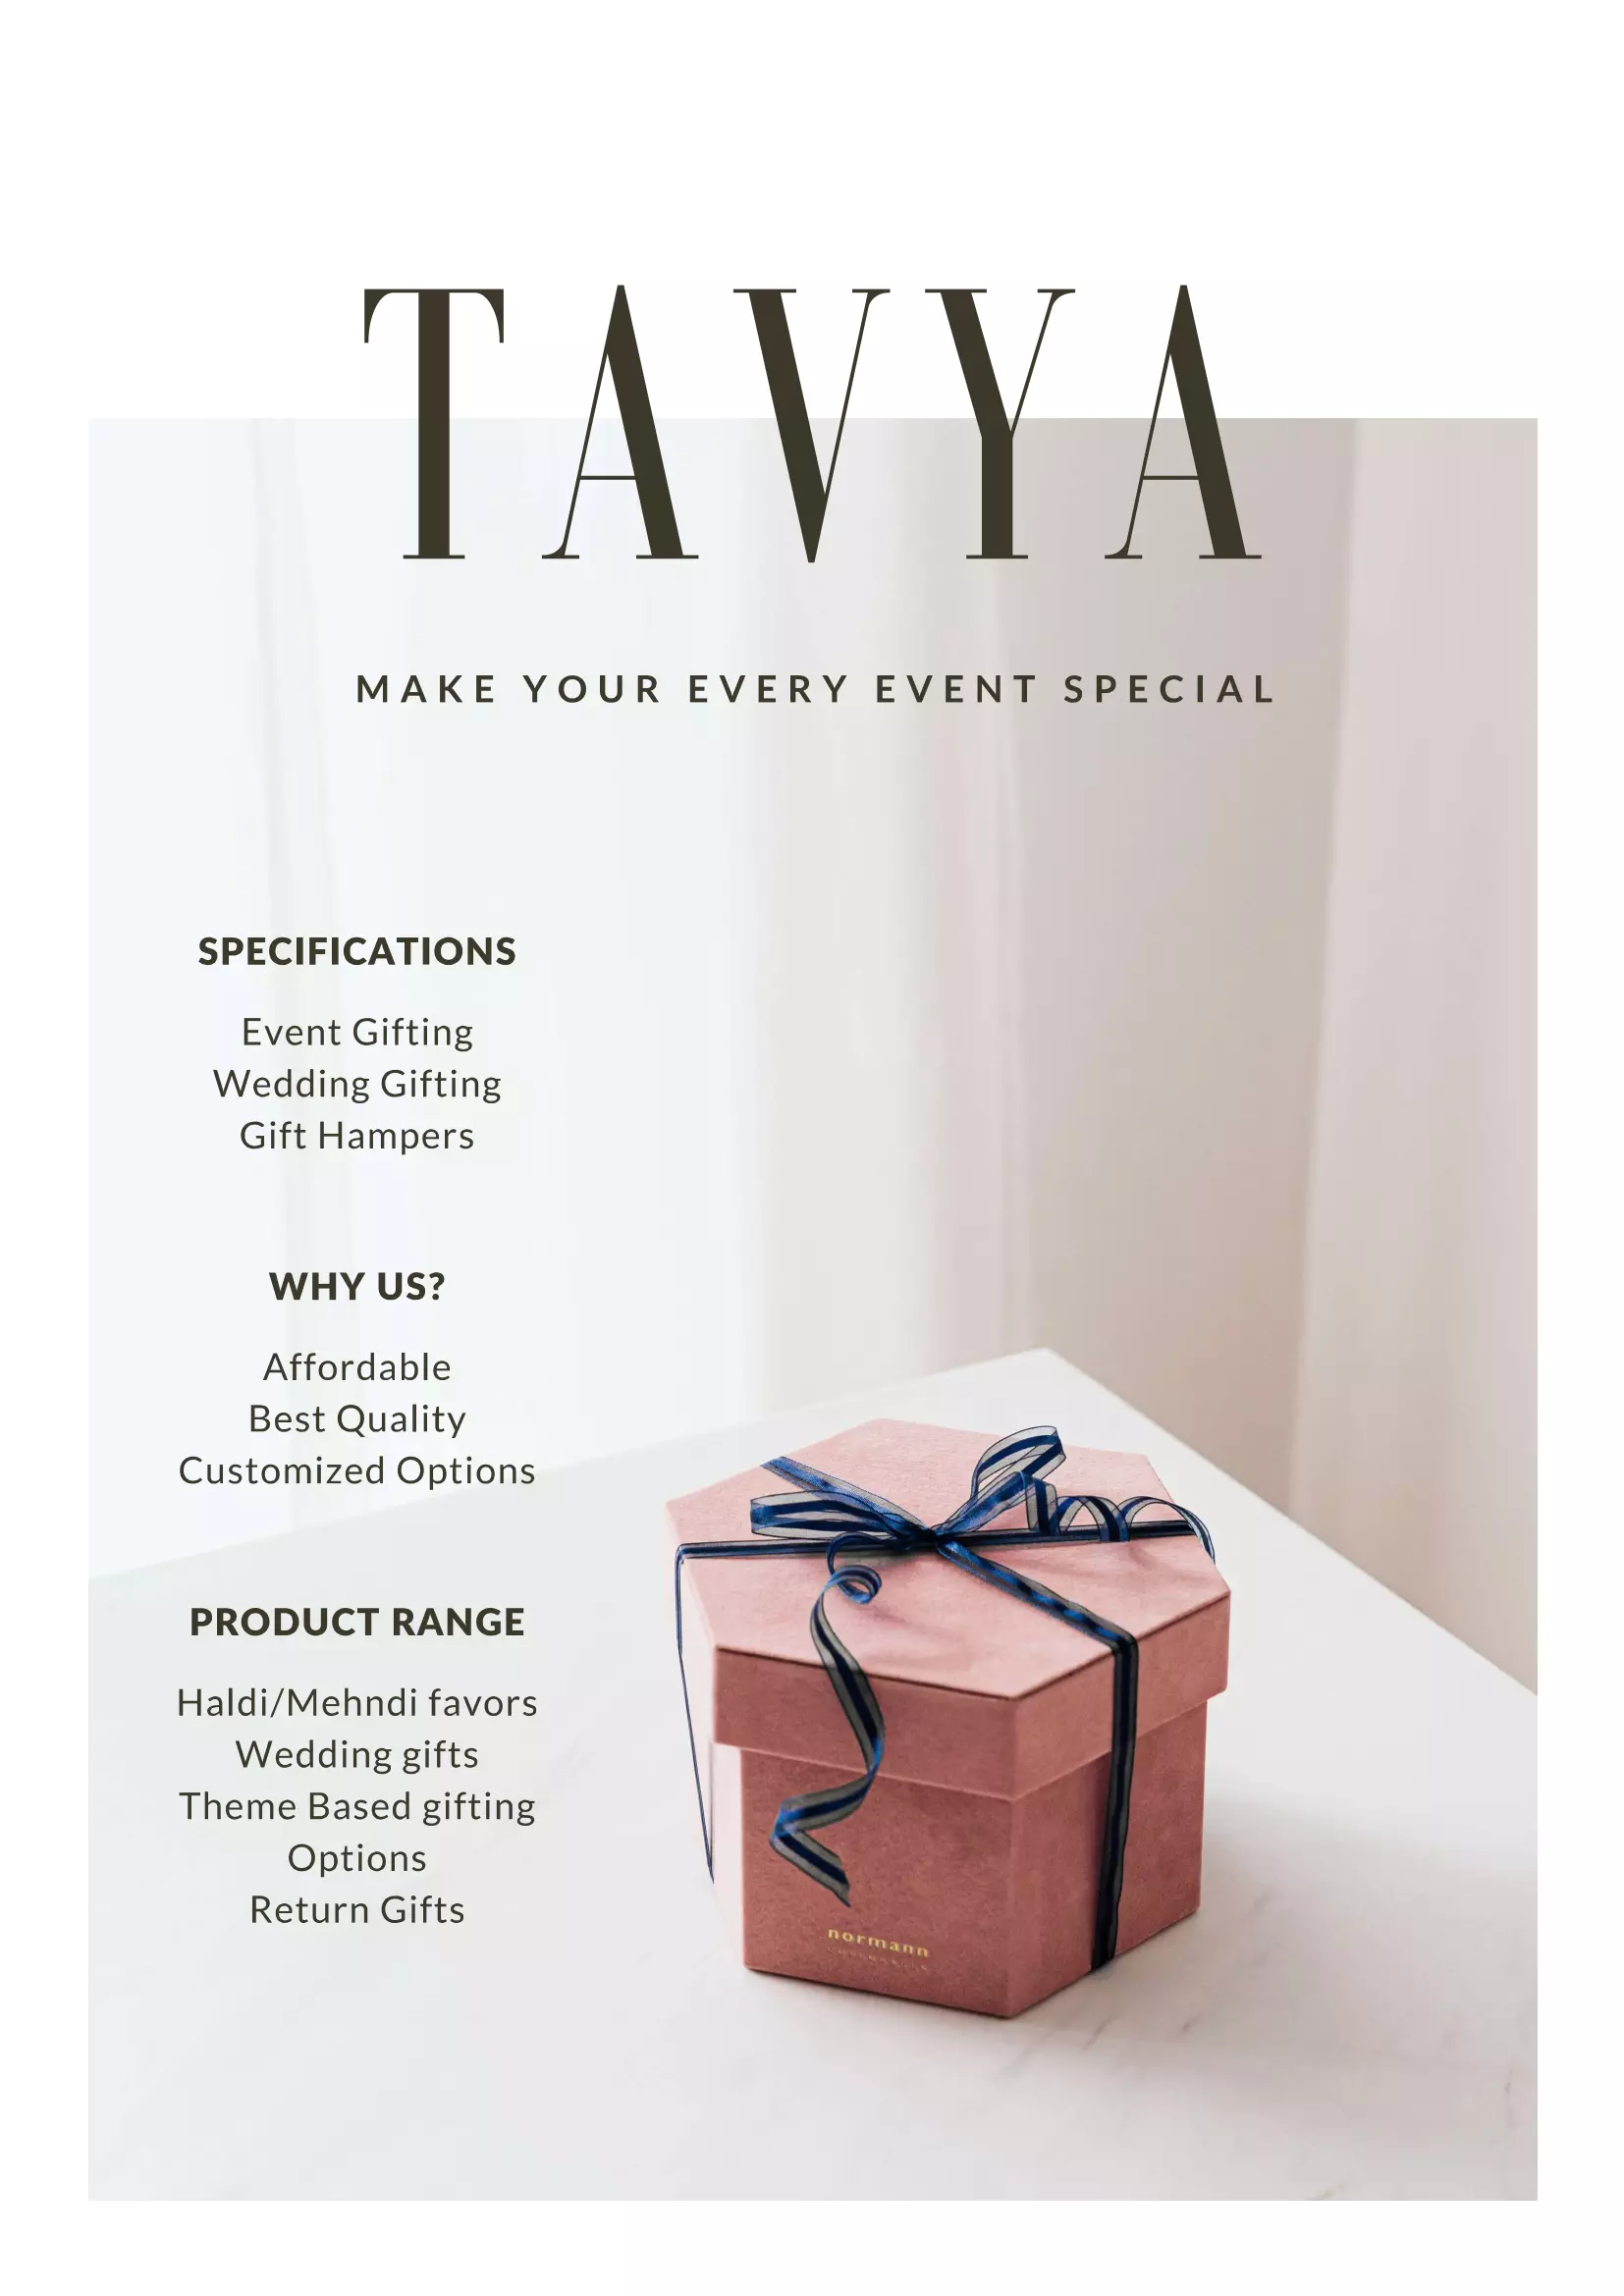 TAVYA
MAKE YOUR EVERY EVENT SPECIAL
SPECIFICATIONS
Event Gifting
Wedding Gifting
Gift Hampers
WHY US?
Affordable
Best Quality
Customized Options
PRODUCT RANGE
Haldi/Mehndi favors
Wedding gifts
Theme Based gifting
Options
Return Gifts
normann